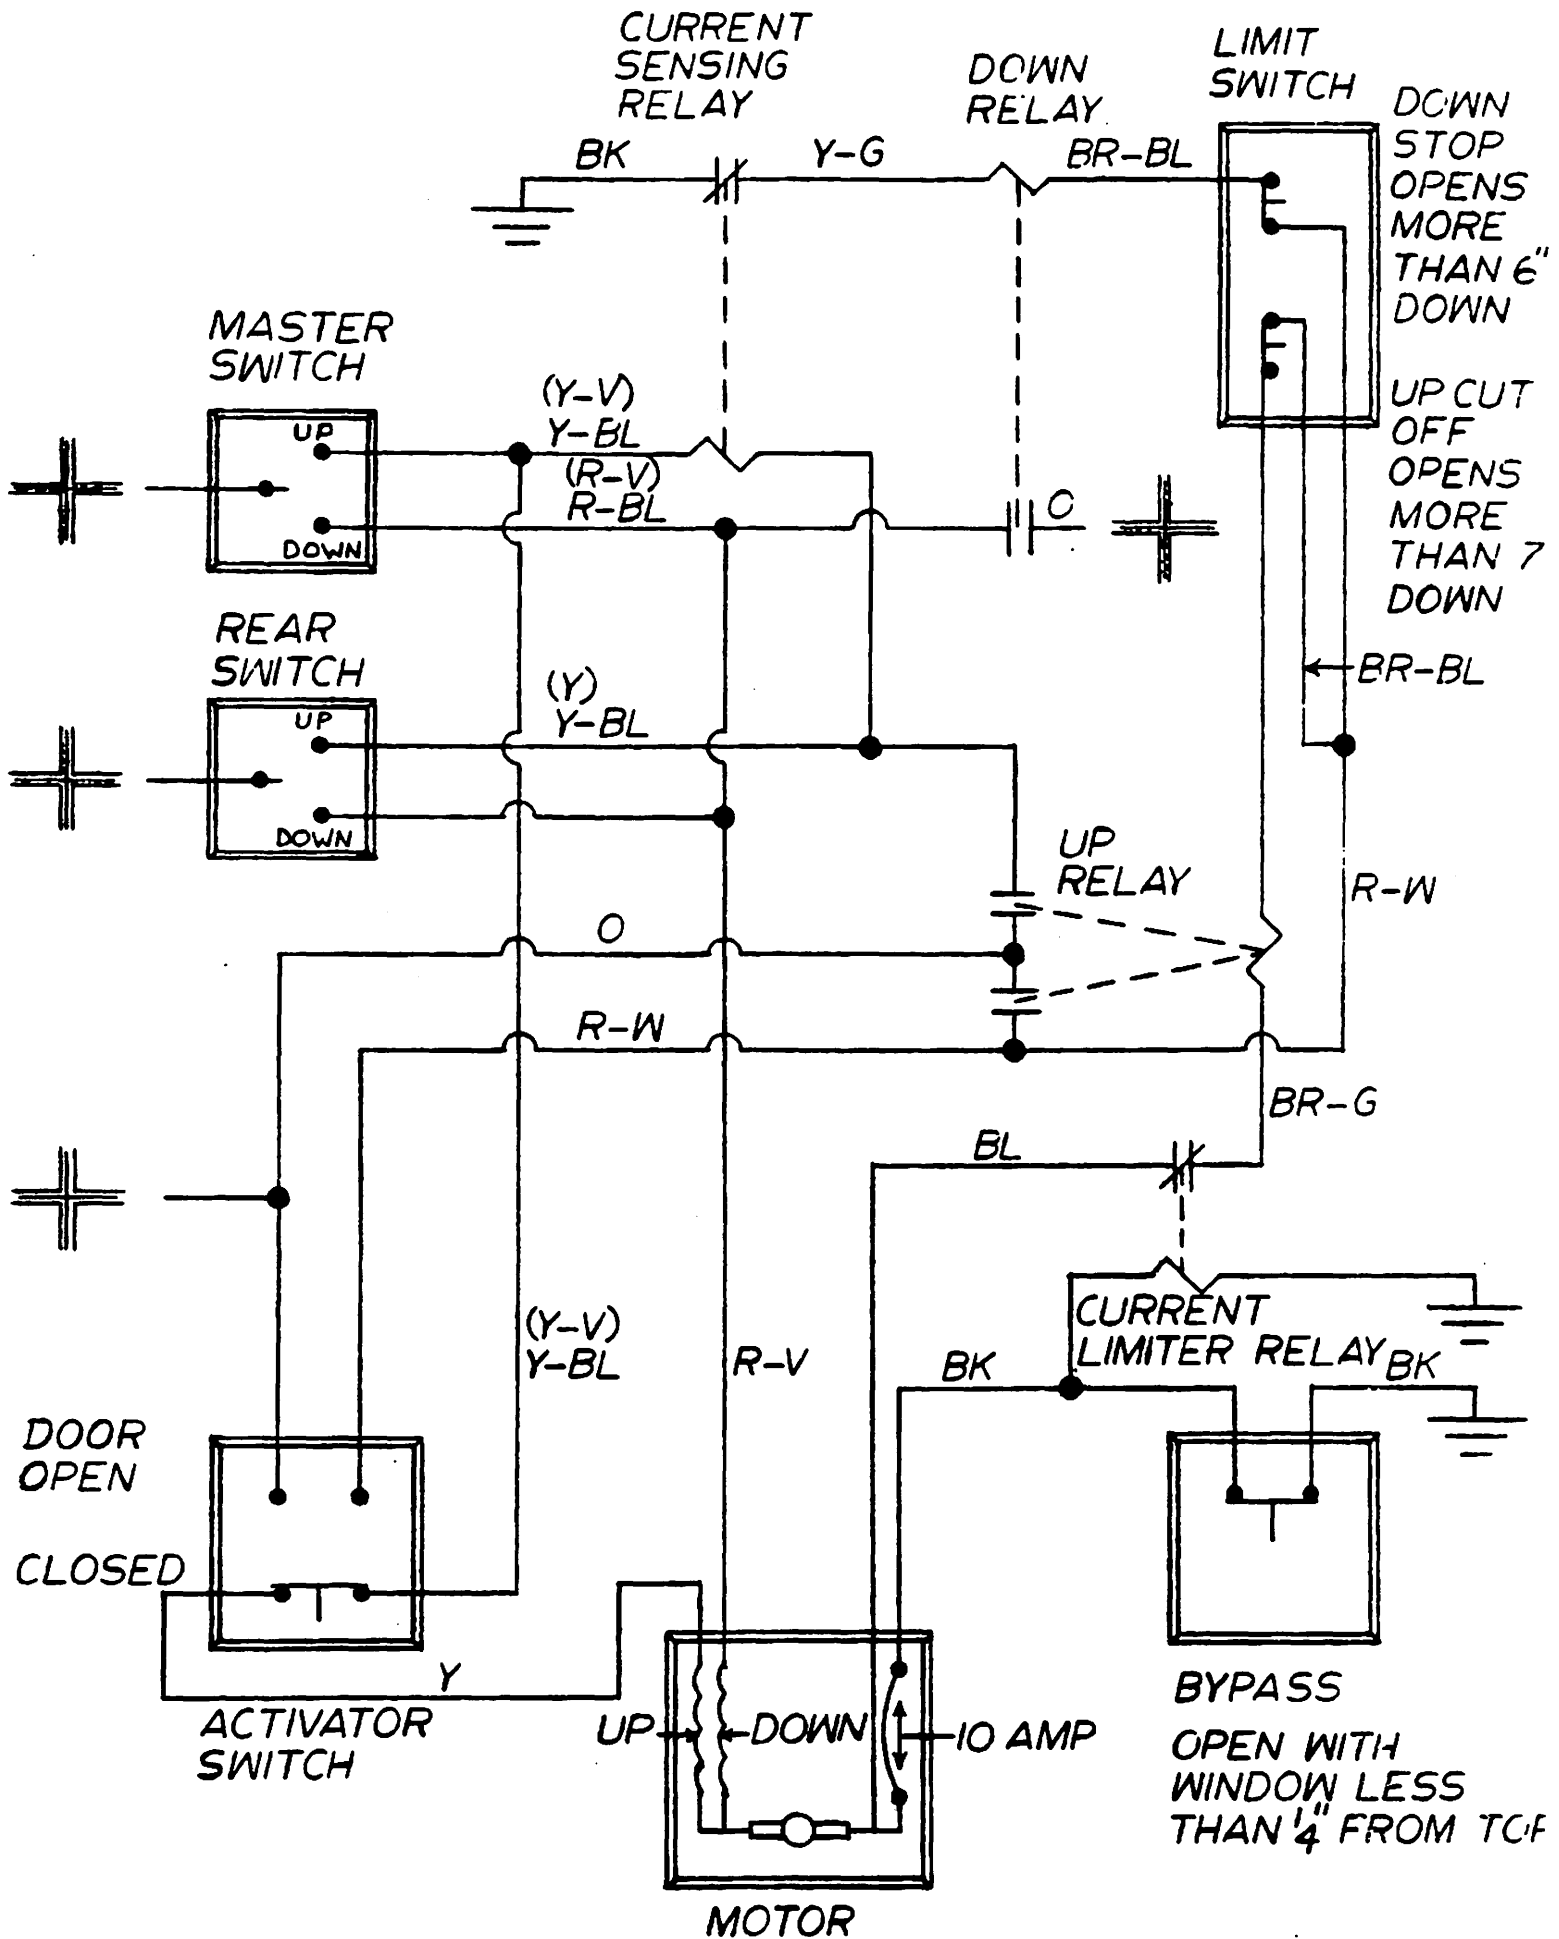 CURRENT
SENSING
RELAY
DOWN
RELAY
LIMIT
SWITCH
DOWN
STOP
OPENS
MORE
THAN 6"
DOWN
BK
Y-G
BR-BL
MASTER
SWITCH
UP
DOWN
(Y-V)
Y-BL
(R-V)
R-BL
O
UP CUT
OFF
OPENS
MORE
THAN 7
DOWN
REAR
SWITCH
UP
DOWN
(Y)
Y-BL
BR-BL
UP
RELAY
R-W
O
R-W
BR-G
BL
(Y-V)
Y-BL
R-V
CURRENT
LIMITER RELAY
BK
BK
DOOR
OPEN
CLOSED
Y
ACTIVATOR
SWITCH
UP
DOWN
10 AMP
MOTOR
BYPASS
OPEN WITH
WINDOW LESS
THAN 1/4" FROM TOP